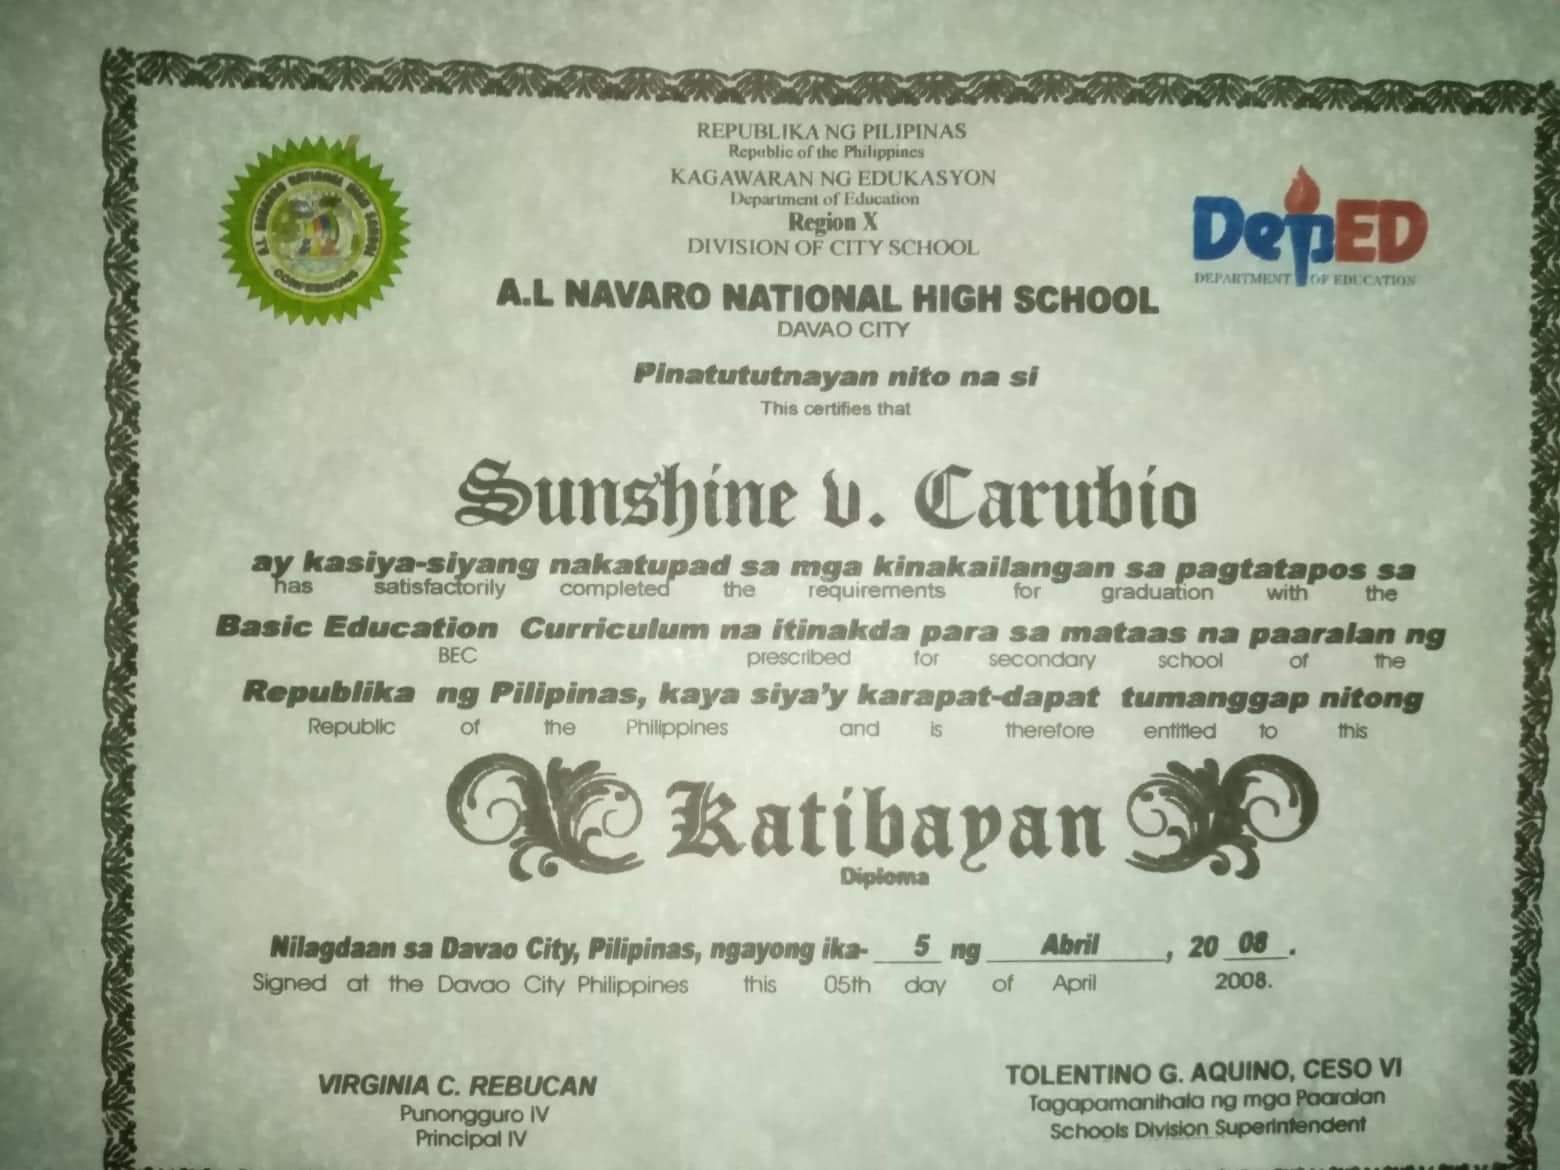 REPUBLIKA NG PILIPINAS
Republic of the Philippines
KAGAWARAN NG EDUKASYON
Department of Education
Region X
DIVISION OF CITY SCHOOL
DepED
DEPARTMENT OF EDUCATION
A.L NAVARO NATIONAL HIGH SCHOOL
DAVAO CITY
Pinatututnayan nito na si
This certifies that
Sunshine v. Carubio
ay kasiya-siyang nakatupad sa mga kinakailangan sa pagtatapos sa
has satisfactorily completed the requirements for graduation with the
Basic Education Curriculum na itinakda para sa mataas na paaralan ng
BEC prescribed for secondary school of the
Republika ng Pilipinas, kaya siya'y karapat-dapat tumanggap nitong
Republic of the Philippines and is therefore entitled to this
Katibayan
Diploma
Nilagdaan sa Davao City, Pilipinas, ngayong ika- 5 ng Abril, 20 08.
Signed at the Davao City Philippines this 05th day of April 2008.
VIRGINIA C. REBUCAN
Punongguro IV
Principal IV
TOLENTINO G. AQUINO, CESO VI
Tagapamanihala ng mga Paaralan
Schools Division Superintendent